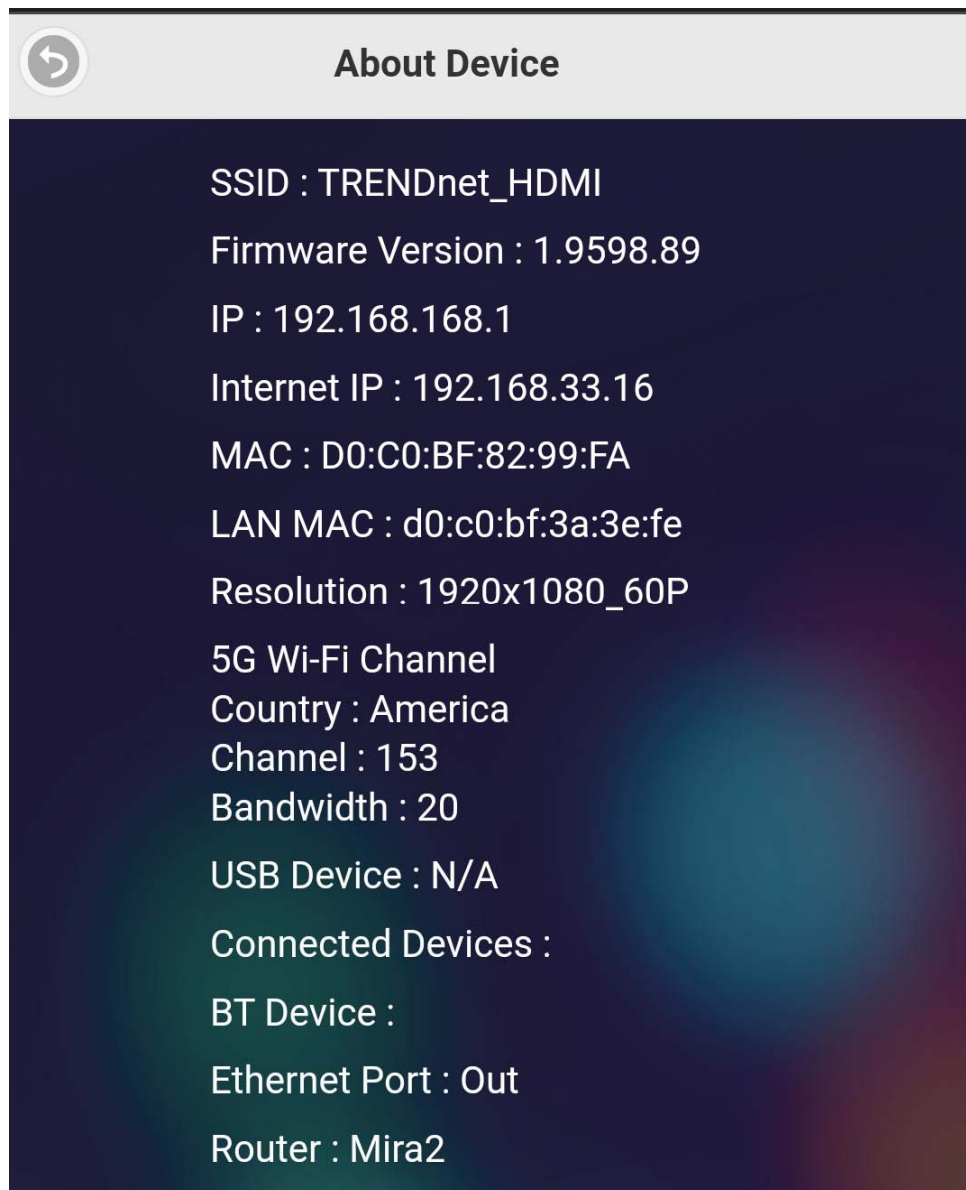 About Device
SSID : TRENDnet_HDMI
Firmware Version : 1.9598.89
IP : 192.168.168.1
Internet IP : 192.168.33.16
MAC : D0:C0:BF:82:99:FA
LAN MAC : d0:c0:bf:3a:3e:fe
Resolution : 1920x1080_60P
5G Wi-Fi Channel
Country : America
Channel : 153
Bandwidth : 20
USB Device : N/A
Connected Devices :
BT Device :
Ethernet Port : Out
Router : Mira2